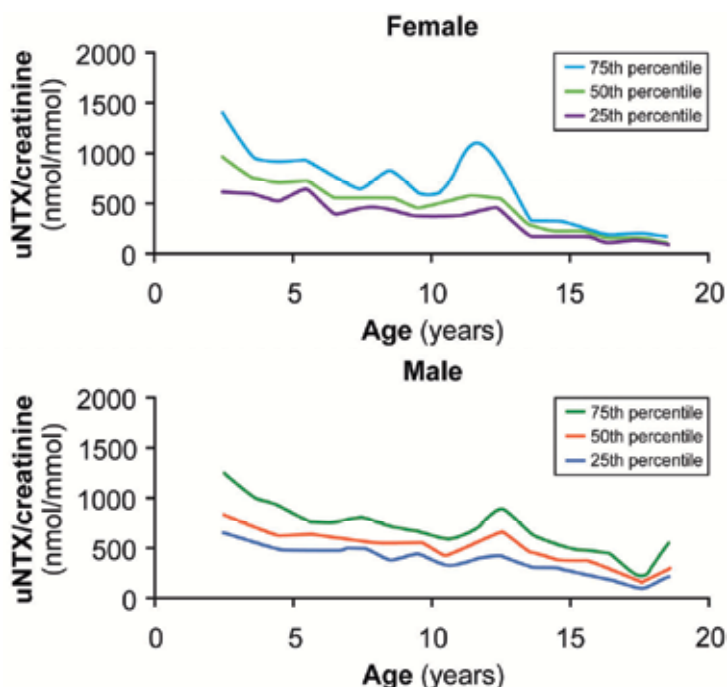 Female
2000
1500
1000
500
0
uNTX/creatinine
(nmol/mmol)
75th percentile
50th percentile
25th percentile
0 5 10 15 20
Age (years)
Male
2000
1500
1000
500
0
uNTX/creatinine
(nmol/mmol)
75th percentile
50th percentile
25th percentile
0 5 10 15 20
Age (years)